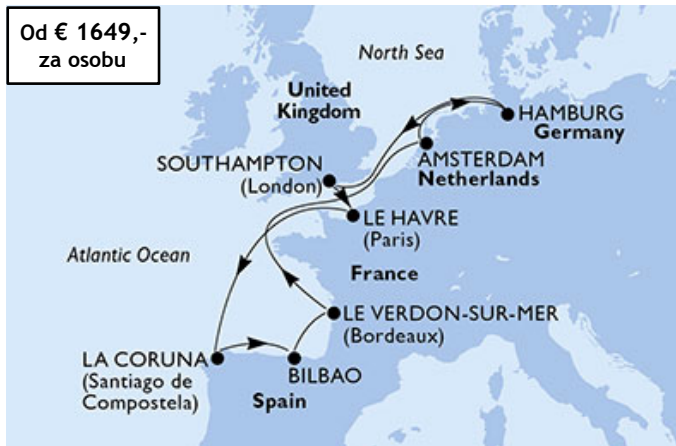 Od € 1649,-
za osobu
North Sea
United
Kingdom
HAMBURG
Germany
AMSTERDAM
Netherlands
SOUTHAMPTON
(London)
LE HAVRE
(Paris)
Atlantic Ocean
France
LE VERDON-SUR-MER
(Bordeaux)
LA CORUNA
(Santiago de
Compostela)
BILBAO
Spain